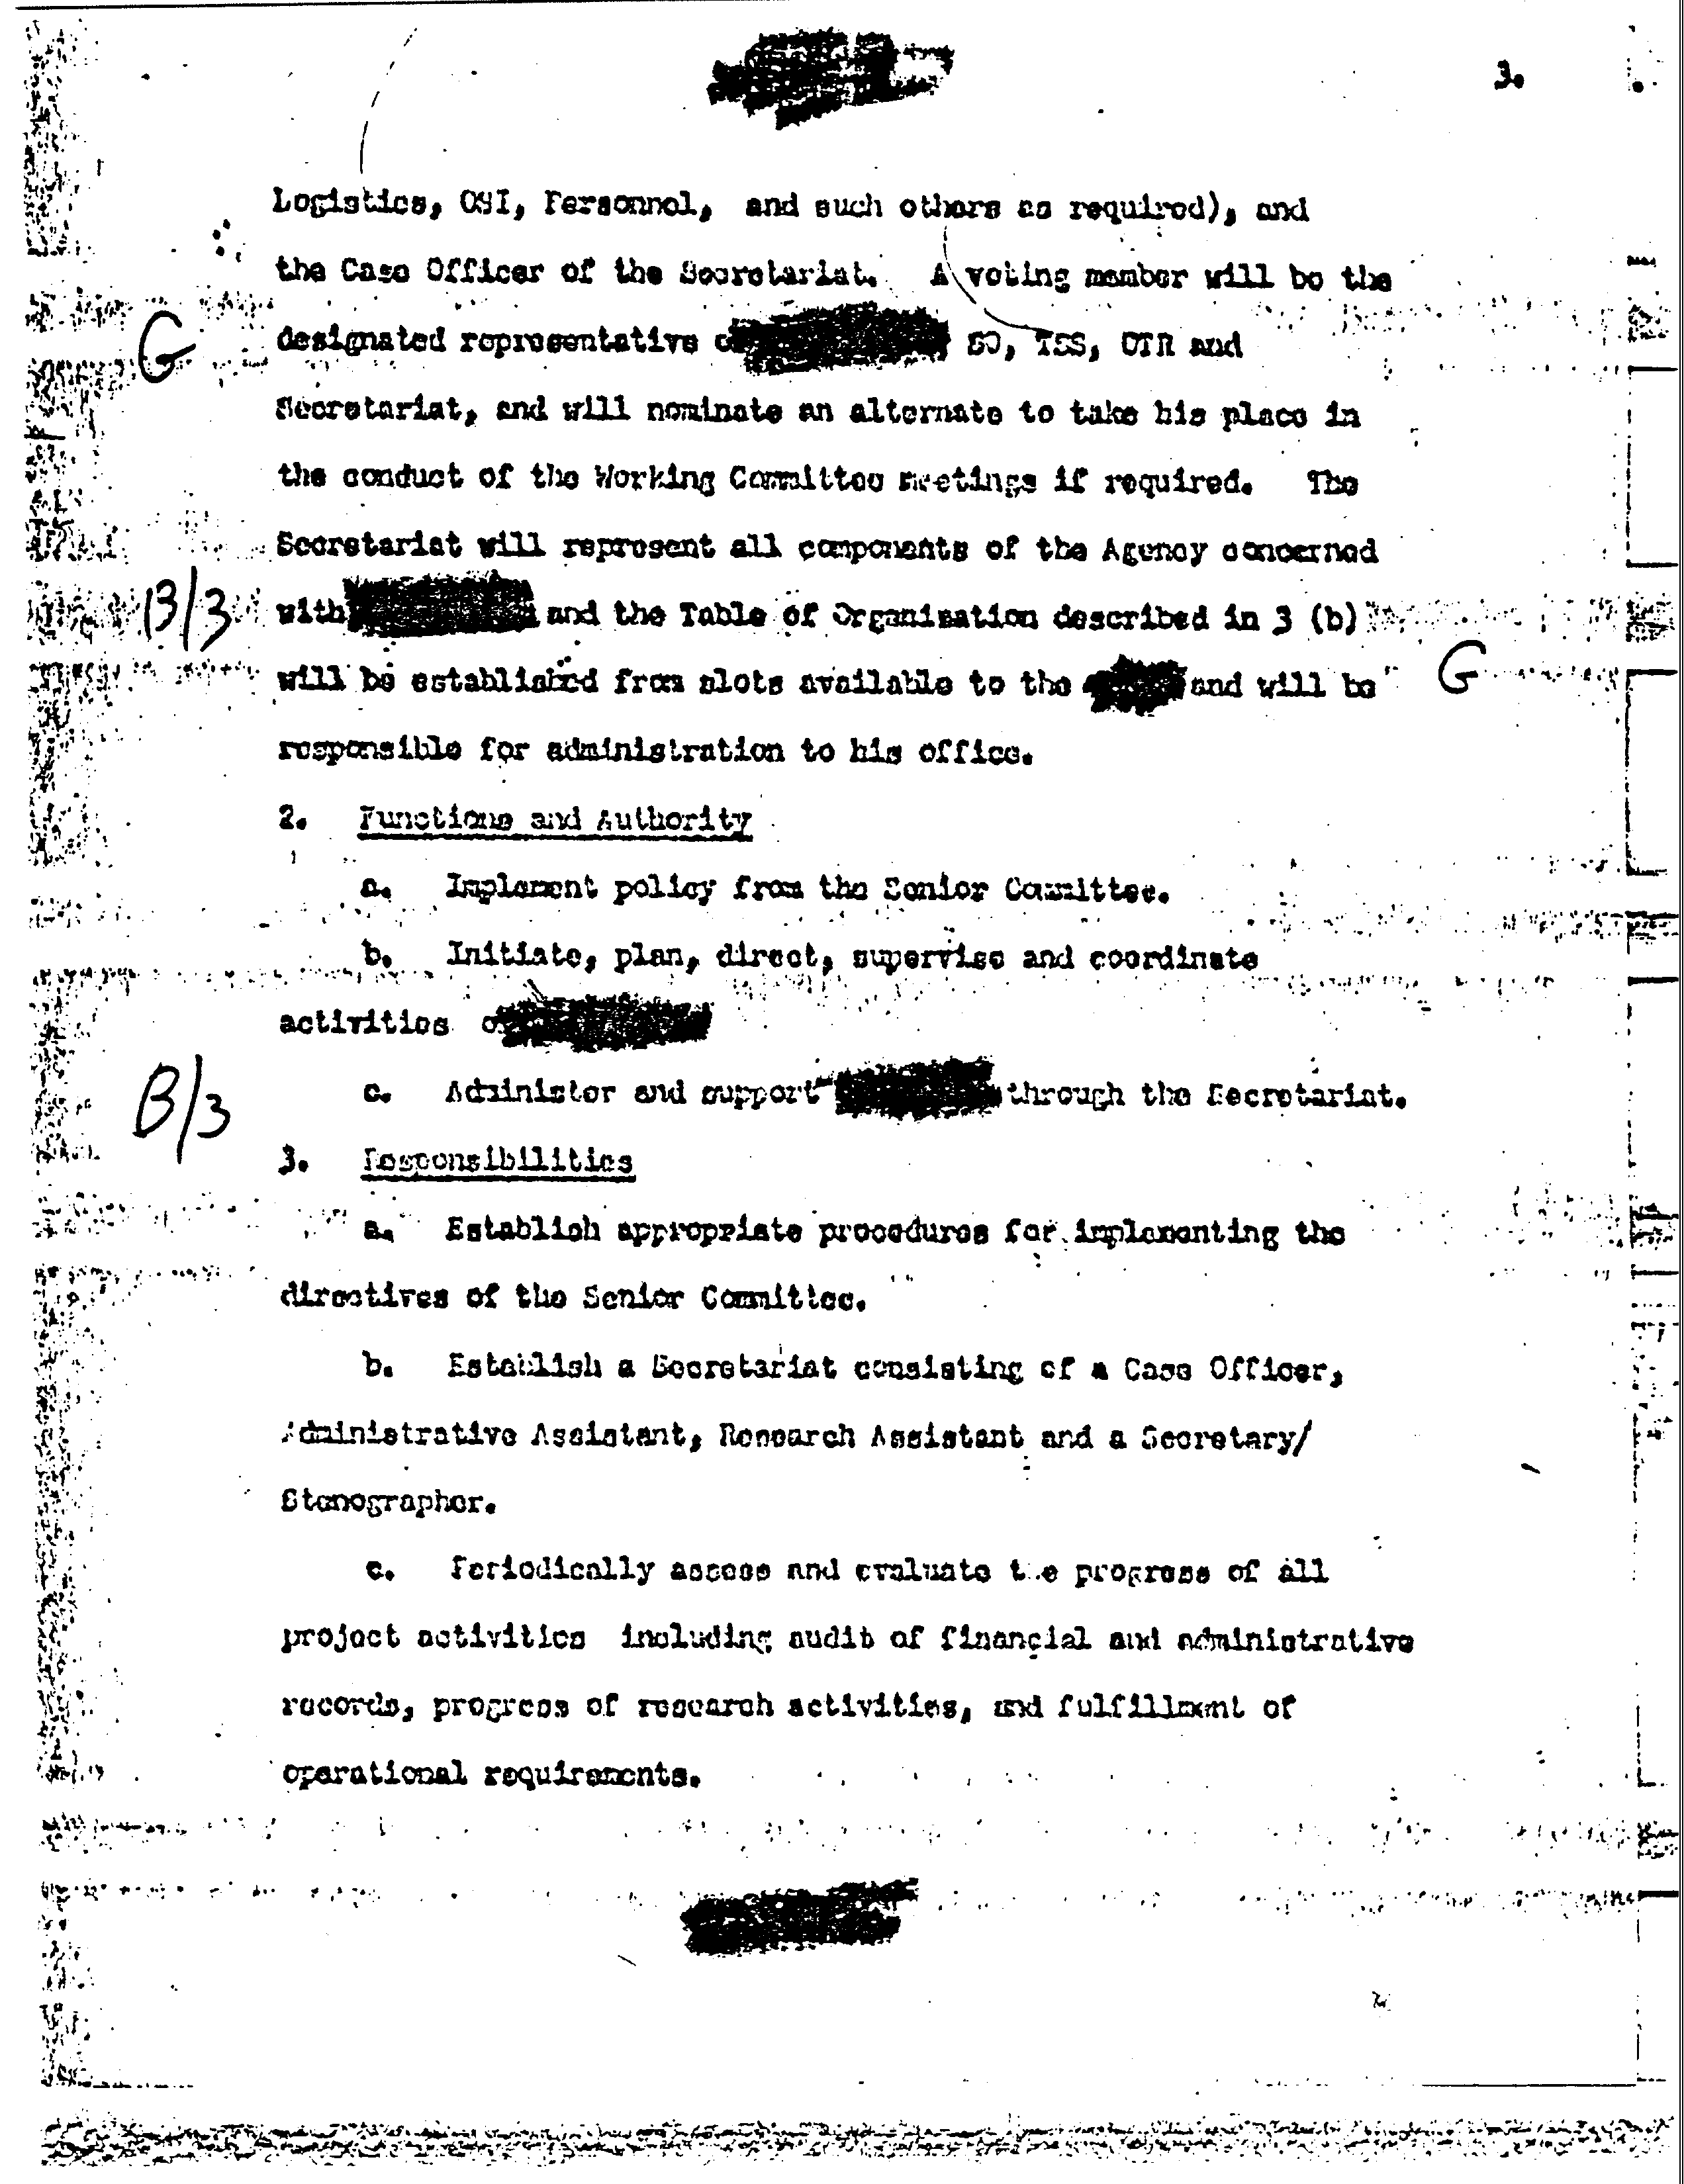 3.
Logistics, OSI, Personnel, and such others as required), and
the Case Officer of the Secretariat. A voting member will be the
G designated representative of SO, TSS, OTR and
Secretariat, and will nominate an alternate to take his place in
the conduct of the Working Committee meetings if required. The
Secretariat will represent all components of the Agency concerned
B/3 with and the Table of Organization described in 3 (b)
will be established from slots available to the and will be G
responsible for administration to his office.
2. Functions and Authority
a. Implement policy from the Senior Committee.
b. Initiate, plan, direct, supervise and coordinate
activities of
B/3 c. Administer and support through the Secretariat.
3. Responsibilities
a. Establish appropriate procedures for implementing the
directives of the Senior Committee.
b. Establish a Secretariat consisting of a Case Officer,
Administrative Assistant, Research Assistant and a Secretary/
Stenographer.
c. Periodically assess and evaluate the progress of all
project activities including audit of financial and administrative
records, progress of research activities, and fulfillment of
operational requirements.